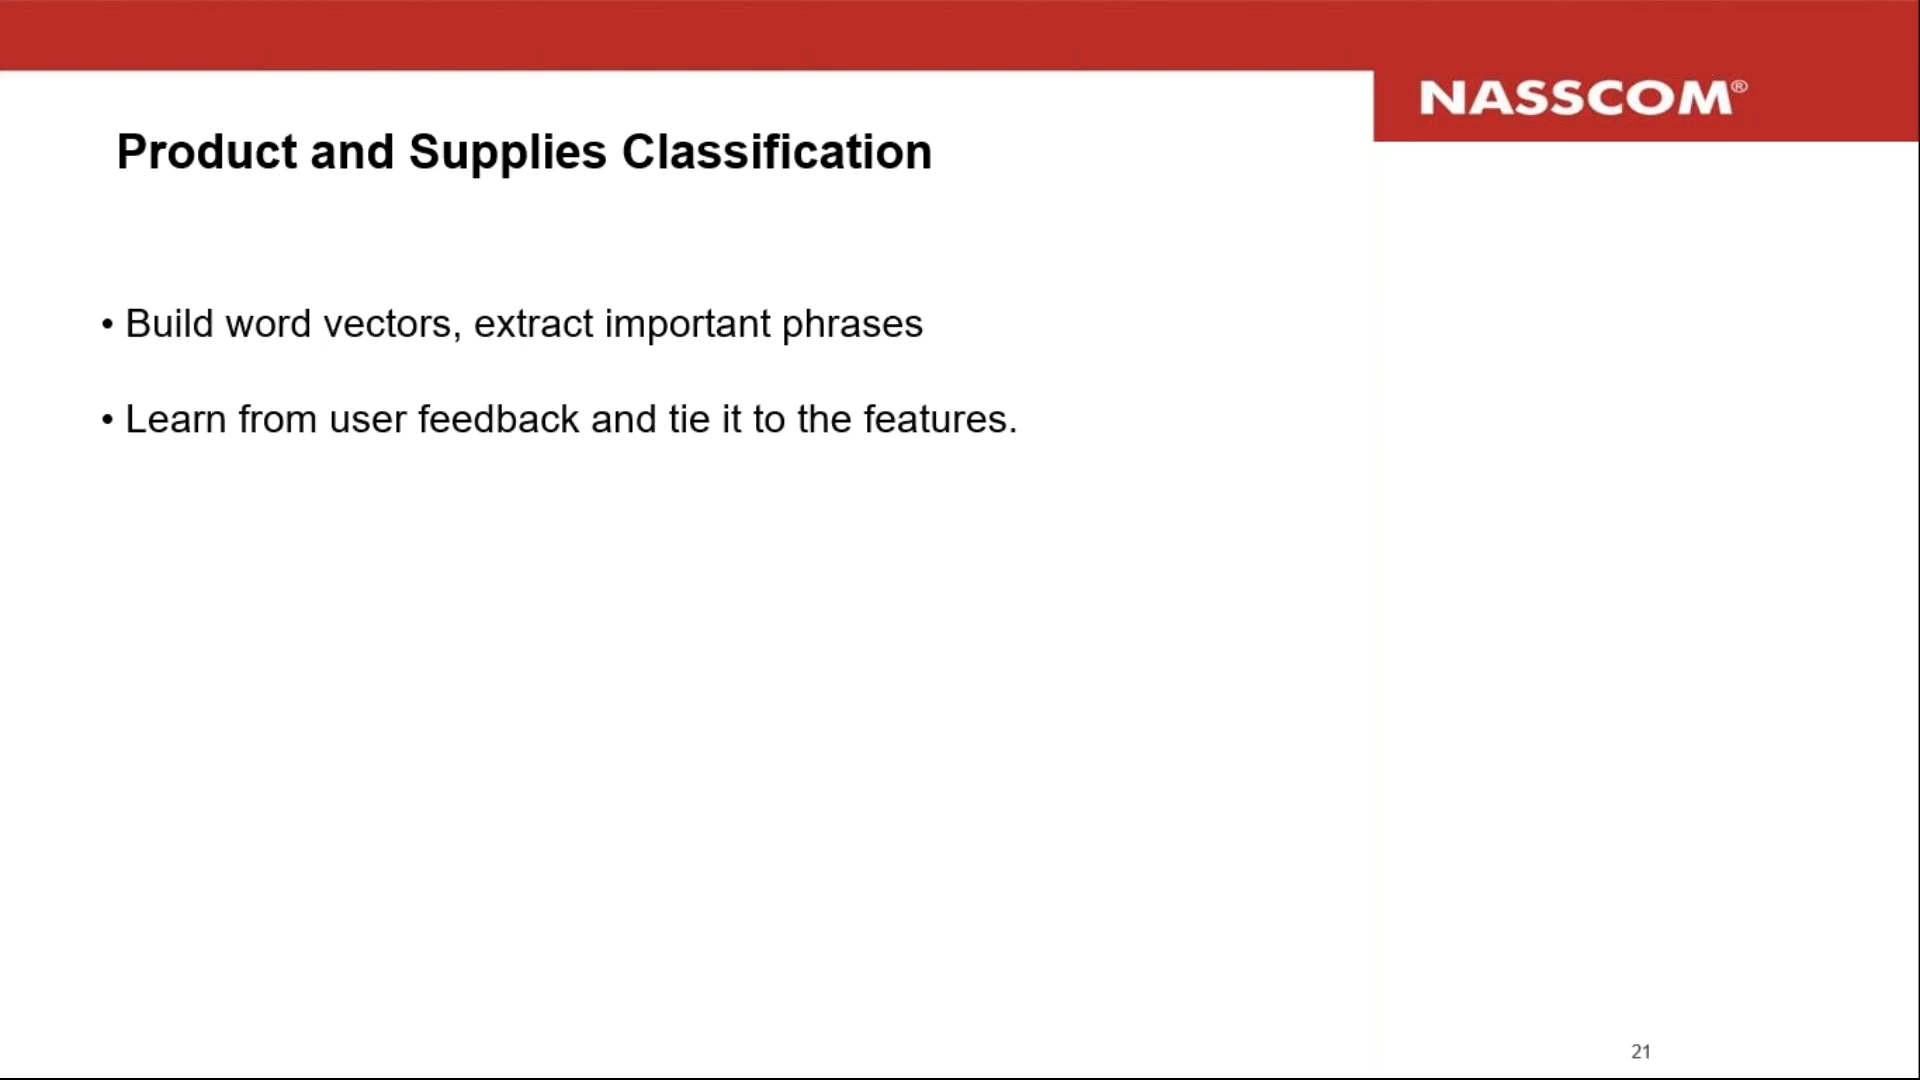 NASSCOM®
Product and Supplies Classification
• Build word vectors, extract important phrases
• Learn from user feedback and tie it to the features.
21